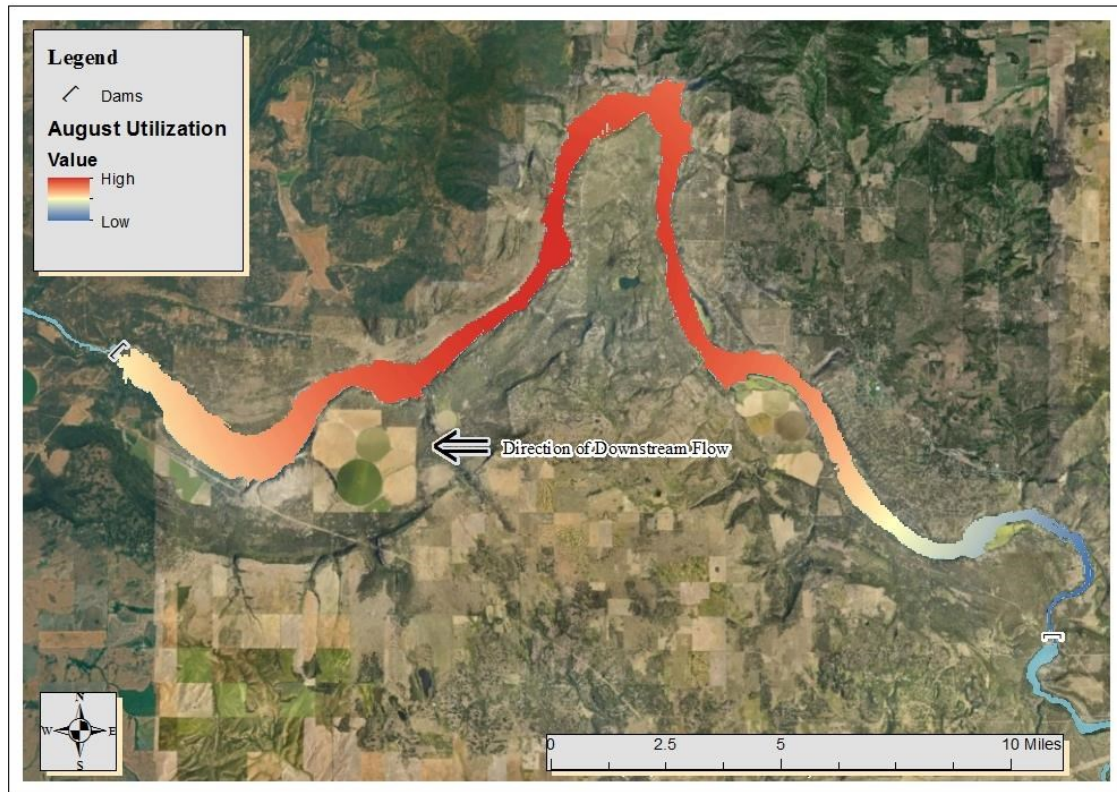 Legend
Dams
August Utilization
Value
High
Low
Direction of Downstream Flow
N
W E
S
0 2.5 5 10 Miles